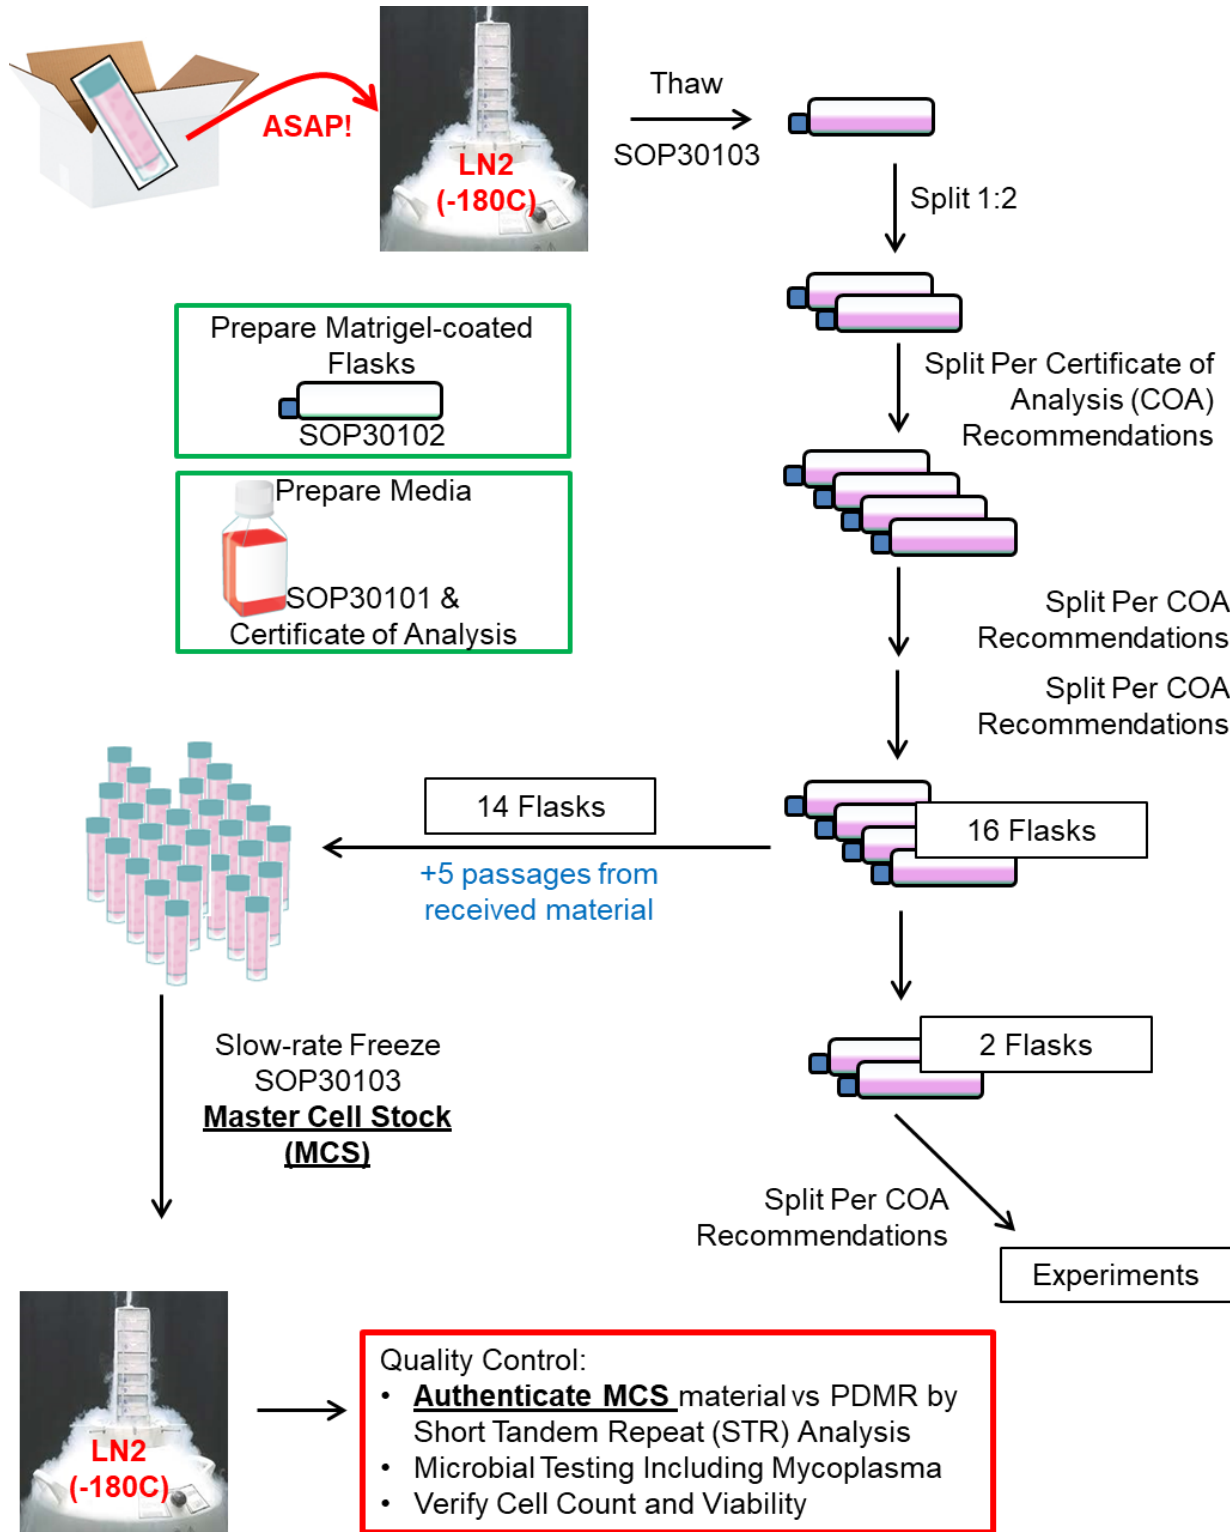 ASAP!
LN2
(-180C)
Thaw
SOP30103
Split 1:2
Prepare Matrigel-coated
Flasks
SOP30102
Split Per Certificate of
Analysis (COA)
Recommendations
Prepare Media
SOP30101 &
Certificate of Analysis
Split Per COA
Recommendations
Split Per COA
Recommendations
14 Flasks
16 Flasks
+5 passages from
received material
2 Flasks
Slow-rate Freeze
SOP30103
Master Cell Stock
(MCS)
Split Per COA
Recommendations
Experiments
LN2
(-180C)
Quality Control:
• Authenticate MCS material vs PDMR by
Short Tandem Repeat (STR) Analysis
• Microbial Testing Including Mycoplasma
• Verify Cell Count and Viability